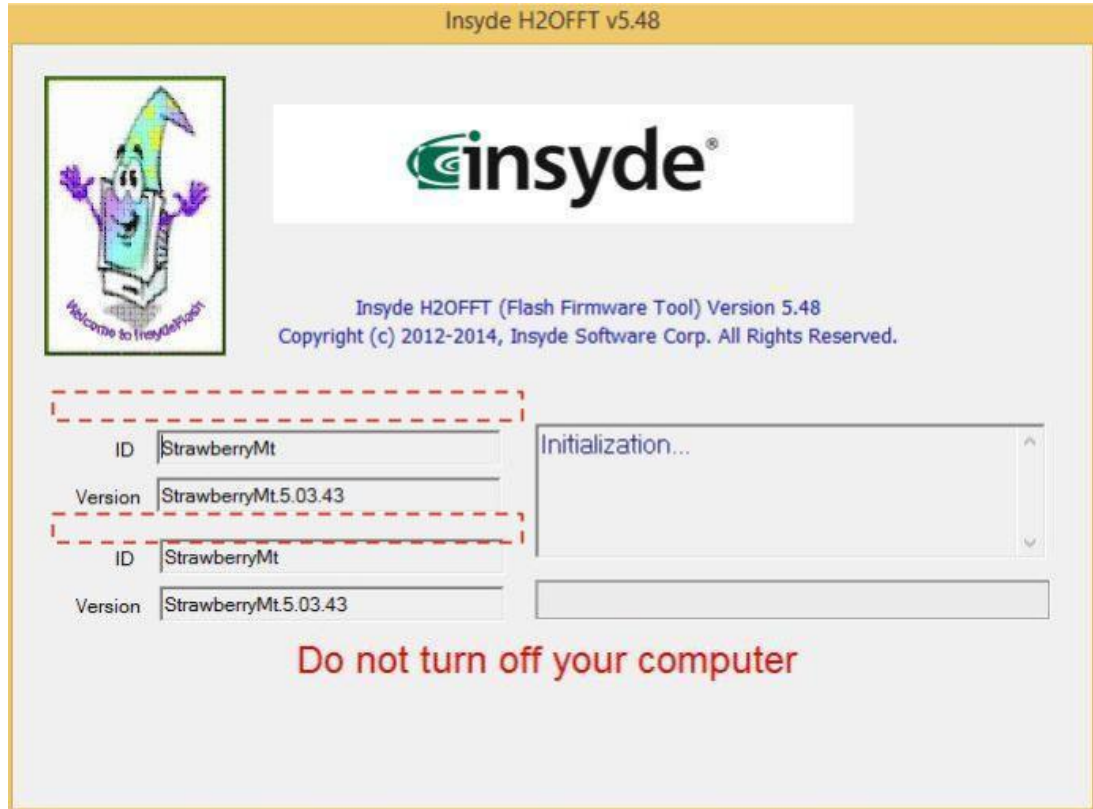 Insyde H2OFFT v5.48
insyde®
Welcome to InsydeFlash
Insyde H2OFFT (Flash Firmware Tool) Version 5.48
Copyright (c) 2012-2014, Insyde Software Corp. All Rights Reserved.
ID StrawberryMt
Version StrawberryMt.5.03.43
ID StrawberryMt
Version StrawberryMt.5.03.43
Initialization...
Do not turn off your computer